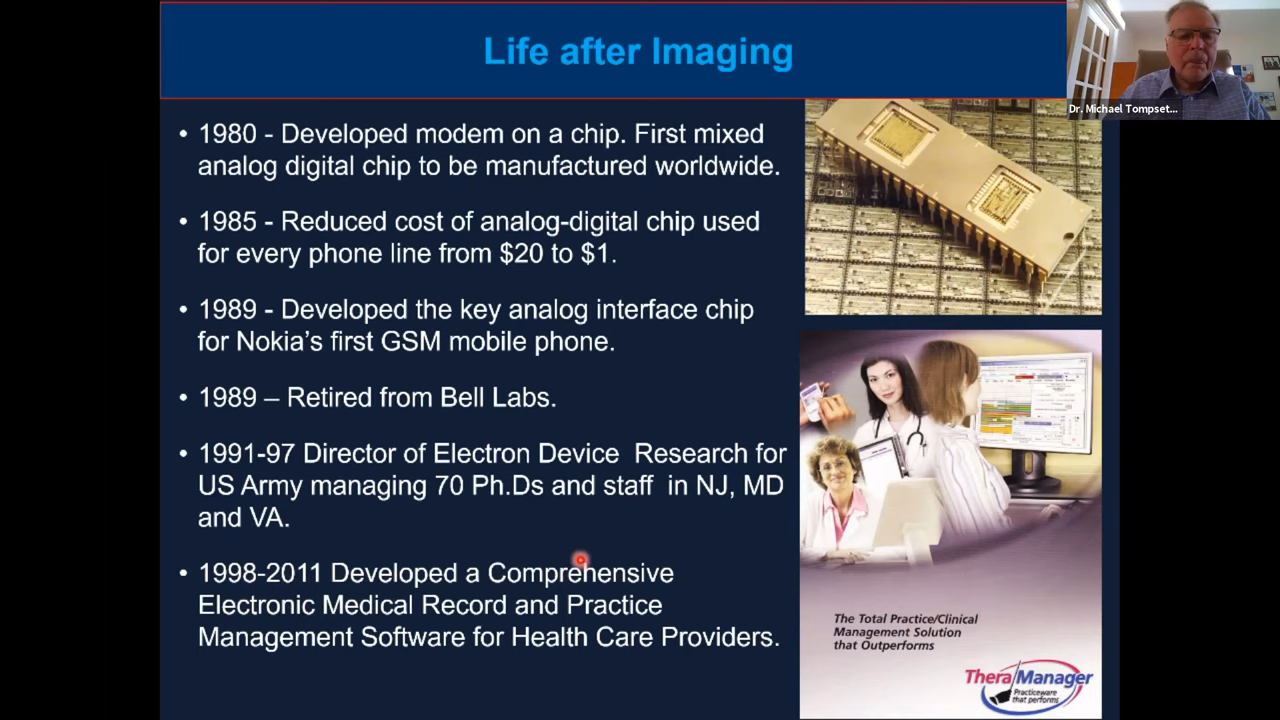 Life after Imaging
Dr. Michael Tompset...
• 1980 - Developed modem on a chip. First mixed
analog digital chip to be manufactured worldwide.
• 1985 - Reduced cost of analog-digital chip used
for every phone line from $20 to $1.
• 1989 - Developed the key analog interface chip
for Nokia's first GSM mobile phone.
• 1989 – Retired from Bell Labs.
• 1991-97 Director of Electron Device Research for
US Army managing 70 Ph.Ds and staff in NJ, MD
and VA.
• 1998-2011 Developed a Comprehensive
Electronic Medical Record and Practice
Management Software for Health Care Providers.
The Total Practice/Clinical
Management Solution
that Outperforms
TheraManager
Practiceware
that performs